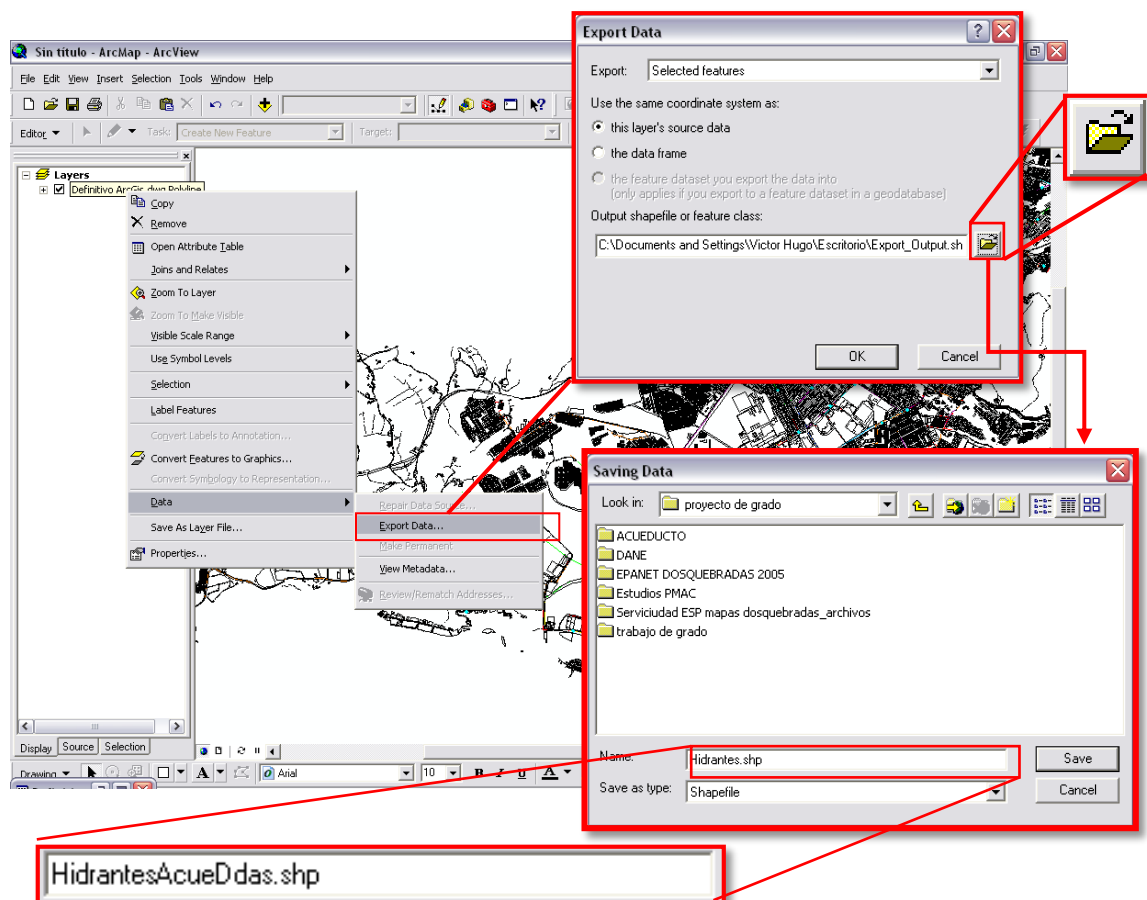 Sin título - ArcMap - ArcView
File Edit View Insert Selection Tools Window Help
Editor Task: Create New Feature Target:
Layers
Definitivo ArcGis.dwg Polyline
Copy
Remove
Open Attribute Table
Joins and Relates
Zoom To Layer
Zoom To Make Visible
Visible Scale Range
Use Symbol Levels
Selection
Label Features
Convert Labels to Annotation...
Convert Features to Graphics...
Convert Symbology to Representation...
Data
Save As Layer File...
Properties...
Repair Data Source...
Export Data...
Make Permanent
View Metadata...
Review/Rematch Addresses...
Display Source Selection
Drawing A Arial 10 B I U A
Export Data
Export: Selected features
Use the same coordinate system as:
this layer's source data
the data frame
the feature dataset you export the data into
(only applies if you export to a feature dataset in a geodatabase)
Output shapefile or feature class:
C:\Documents and Settings\Victor Hugo\Escritorio\Export_Output.sh
OK Cancel
Saving Data
Look in: proyecto de grado
ACUEDUCTO
DANE
EPANET DOSQUEBRADAS 2005
Estudios PMAC
Serviciudad ESP mapas dosquebradas_archivos
trabajo de grado
Name: Hidrantes.shp Save
Save as type: Shapefile Cancel
HidrantesAcueDdas.shp